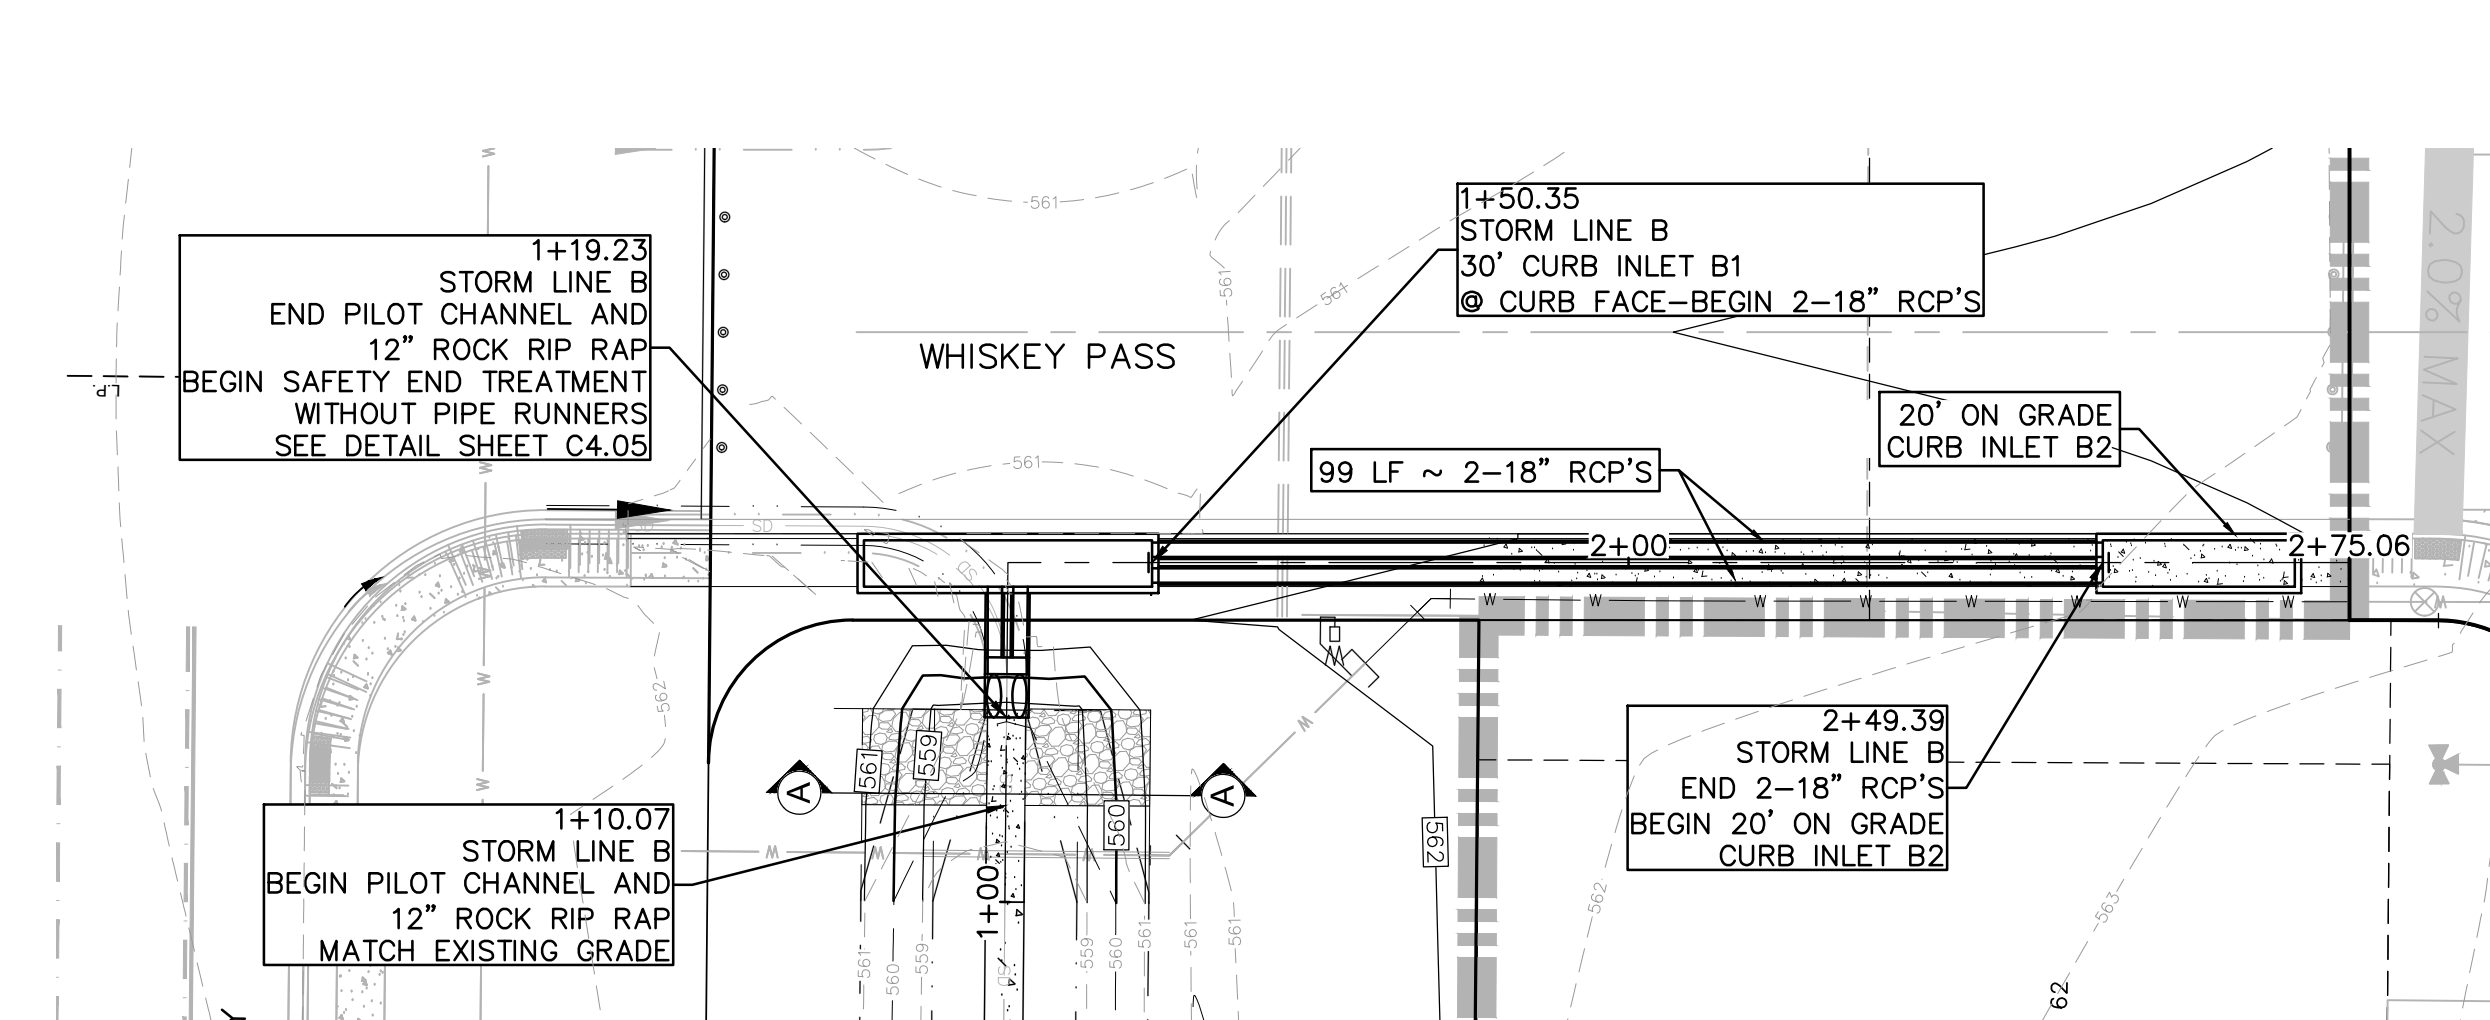 1+19.23
STORM LINE B
END PILOT CHANNEL AND
12” ROCK RIP RAP
BEGIN SAFETY END TREATMENT
WITHOUT PIPE RUNNERS
SEE DETAIL SHEET C4.05
1+50.35
STORM LINE B
30’ CURB INLET B1
@ CURB FACE–BEGIN 2–18” RCP’S
2.0% MAX
561
561
561
WHISKEY PASS
L.P.
20’ ON GRADE
CURB INLET B2
561
99 LF ~ 2–18” RCP’S
SD
SD
2+00
2+75.06
W
W
W
W
W
W
W
W
W
W
W
W
W
562
2+49.39
STORM LINE B
END 2–18” RCP’S
BEGIN 20’ ON GRADE
CURB INLET B2
561
559
A
A
560
562
W
W
W
W
1+10.07
STORM LINE B
BEGIN PILOT CHANNEL AND
12” ROCK RIP RAP
MATCH EXISTING GRADE
1+00
561
560
559
559
560
561
561
561
562
563
62